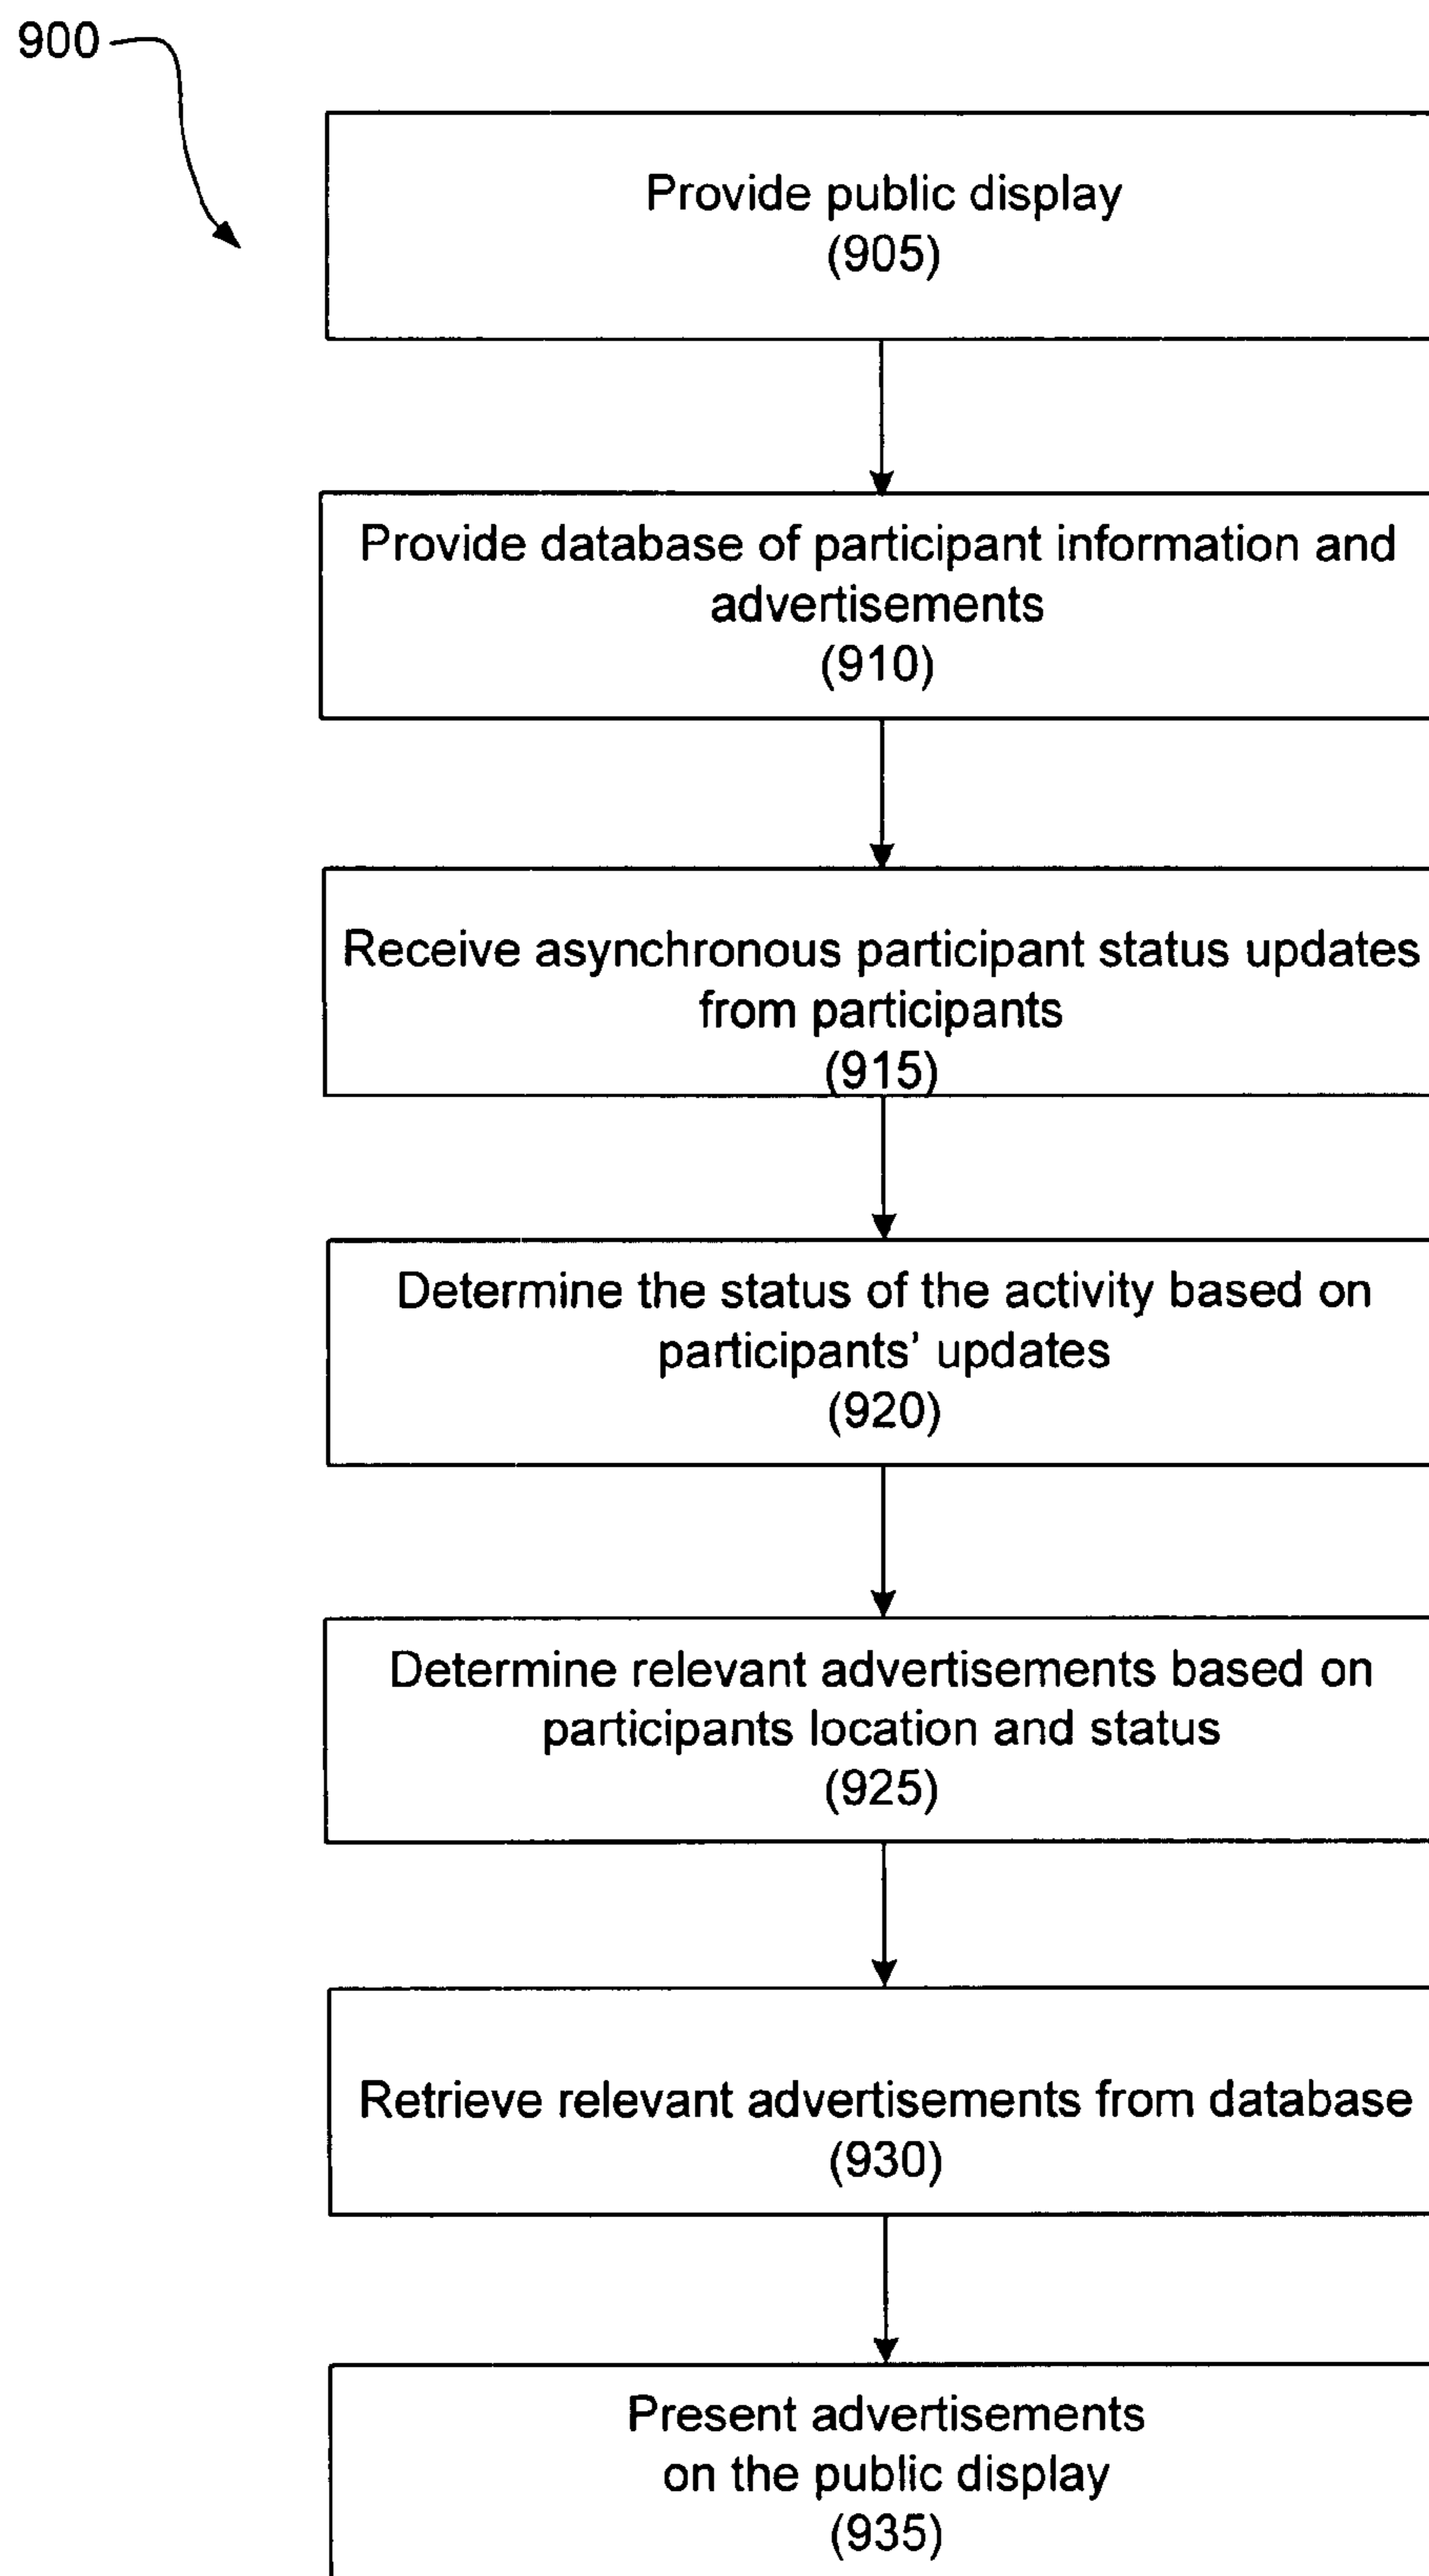 900
Provide public display
(905)
Provide database of participant information and
advertisements
(910)
Receive asynchronous participant status updates
from participants
(915)
Determine the status of the activity based on
participants' updates
(920)
Determine relevant advertisements based on
participants location and status
(925)
Retrieve relevant advertisements from database
(930)
Present advertisements
on the public display
(935)